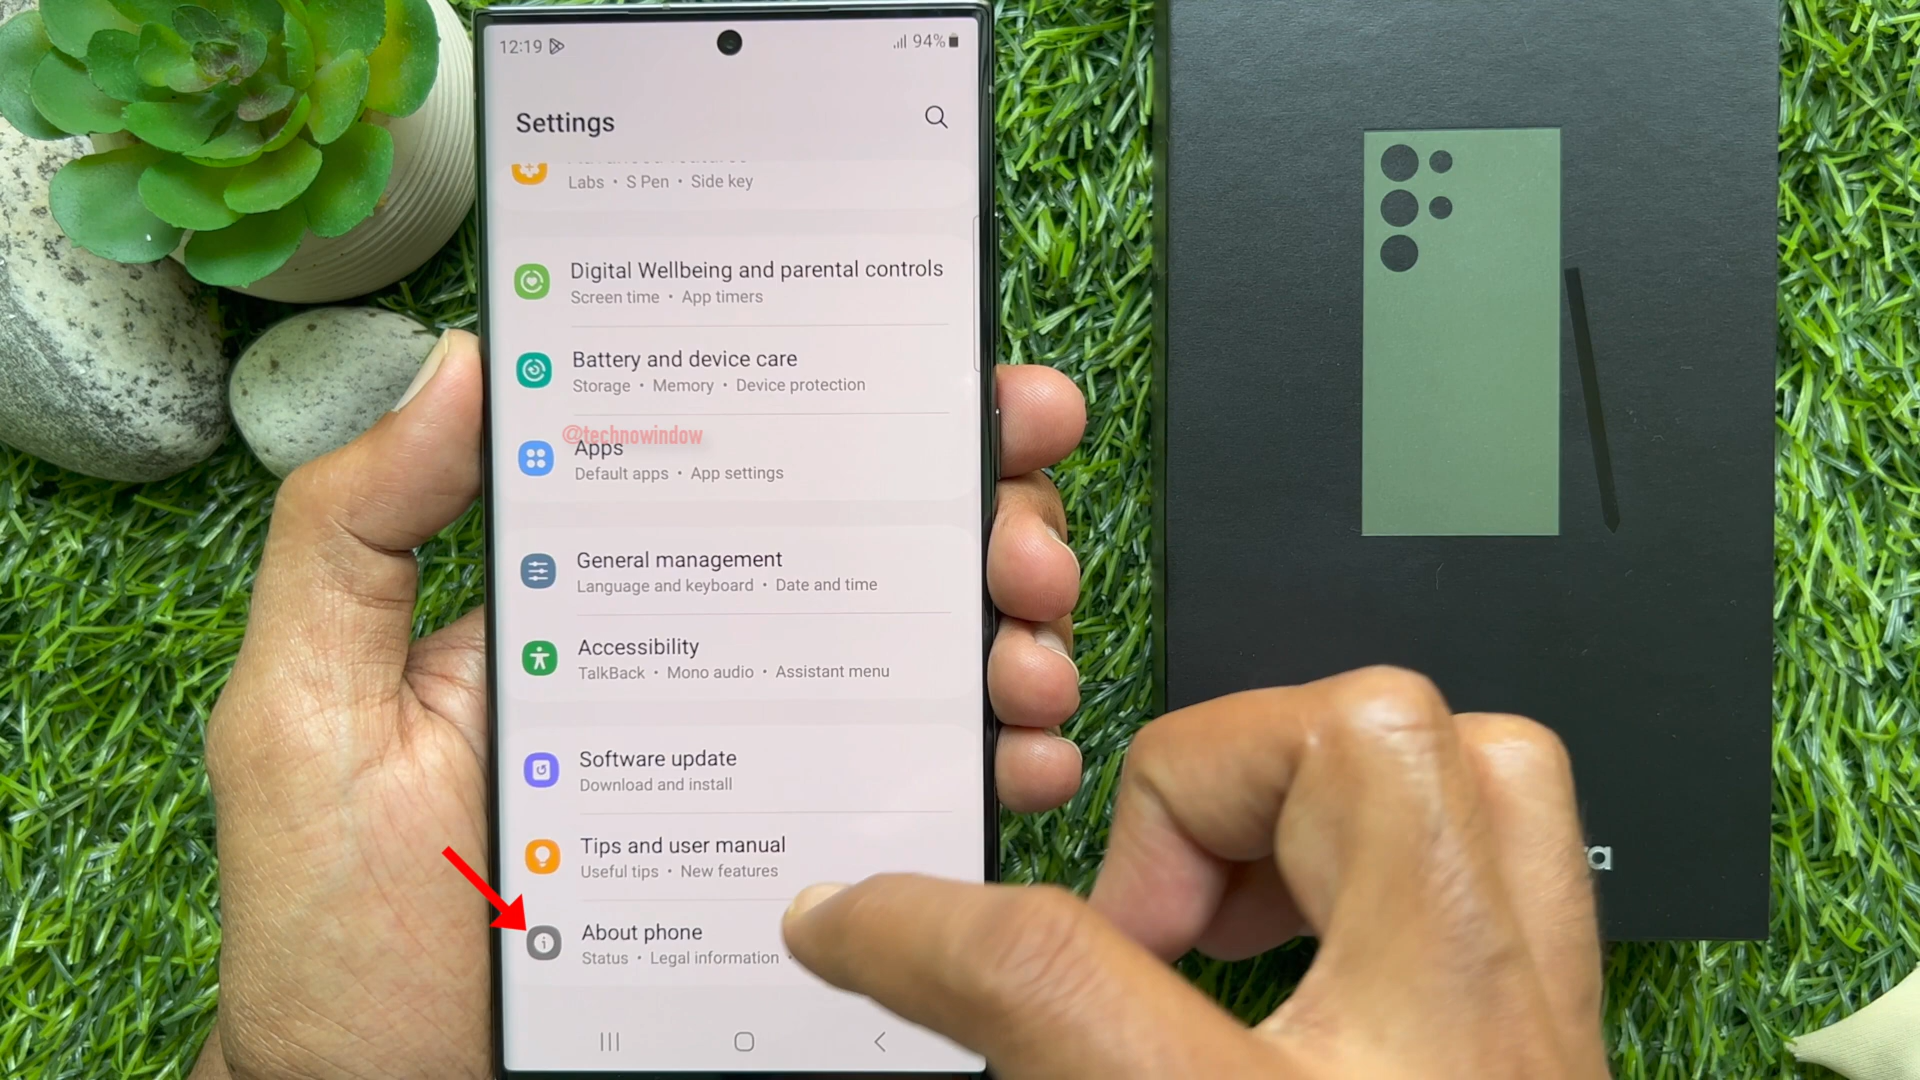 12:19
94%
Settings
Labs • S Pen • Side key
Digital Wellbeing and parental controls
Screen time • App timers
Battery and device care
Storage • Memory • Device protection
@technowindow
Apps
Default apps • App settings
General management
Language and keyboard • Date and time
Accessibility
TalkBack • Mono audio • Assistant menu
Software update
Download and install
Tips and user manual
Useful tips • New features
About phone
Status • Legal information •